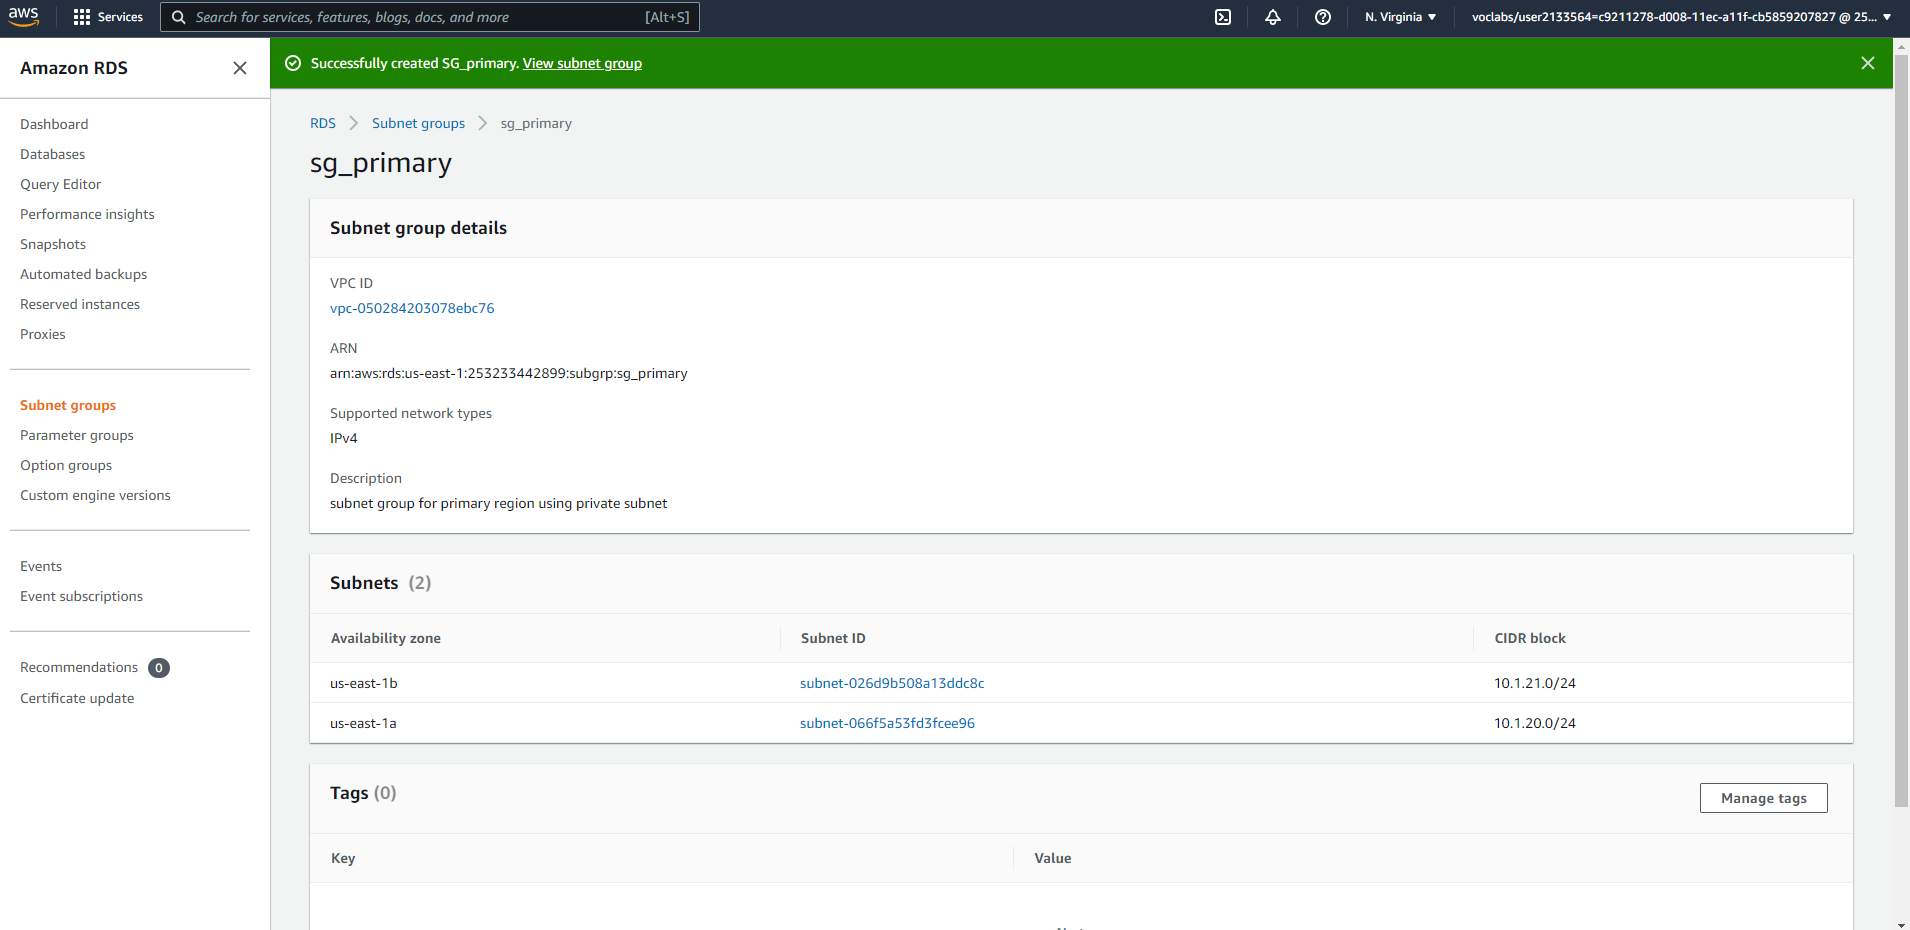 aws
Services
Search for services, features, blogs, docs, and more
[Alt+S]
N. Virginia
voclabs/user2133564=c9211278-d008-11ec-a11f-cb5859207827 @ 25...
Amazon RDS
Successfully created SG_primary. View subnet group
Dashboard
Databases
Query Editor
Performance insights
Snapshots
Automated backups
Reserved instances
Proxies
Subnet groups
Parameter groups
Option groups
Custom engine versions
Events
Event subscriptions
Recommendations 0
Certificate update
RDS
Subnet groups
sg_primary
sg_primary
Subnet group details
VPC ID
vpc-050284203078ebc76
ARN
arn:aws:rds:us-east-1:253233442899:subgrp:sg_primary
Supported network types
IPv4
Description
subnet group for primary region using private subnet
Subnets (2)
Availability zone Subnet ID CIDR block
us-east-1b subnet-026d9b508a13ddc8c 10.1.21.0/24
us-east-1a subnet-066f5a53fd3fcee96 10.1.20.0/24
Tags (0)
Manage tags
Key Value